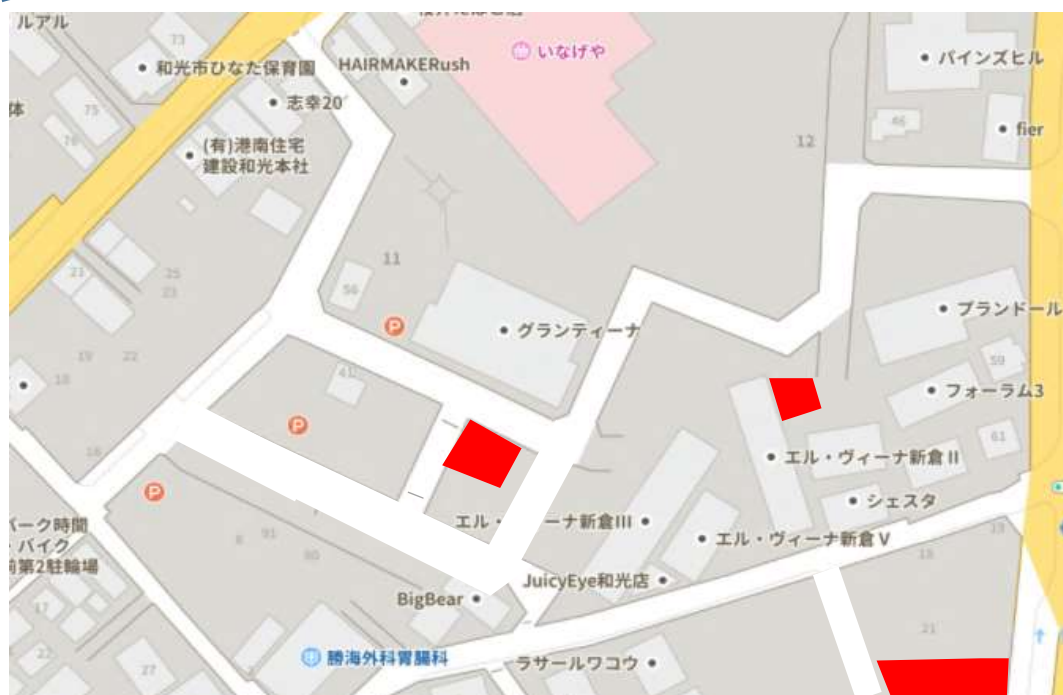 ルアル
73
和光市ひなた保育園
HAIRMAKERush
いなげや
パインズヒル
体
75
76
志幸20
(有)港南住宅
建設和光本社
12
46
fier
11
21
25
23
56
P
グランティーナ
ブランドール
59
19
22
18
41
フォーラム3
P
61
16
エル・ヴィーナ新倉II
P
シェスタ
パーク時間
・バイク
前第2駐輪場
8
91
90
エル・ヴィーナ新倉III
エル・ヴィーナ新倉V
19
18
JuicyEye和光店
BigBear
17
21
22
27
勝海外科胃腸科
ラサールワコウ